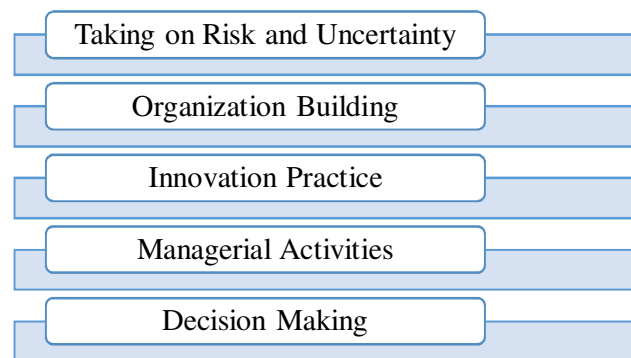 Taking on Risk and Uncertainty
Organization Building
Innovation Practice
Managerial Activities
Decision Making